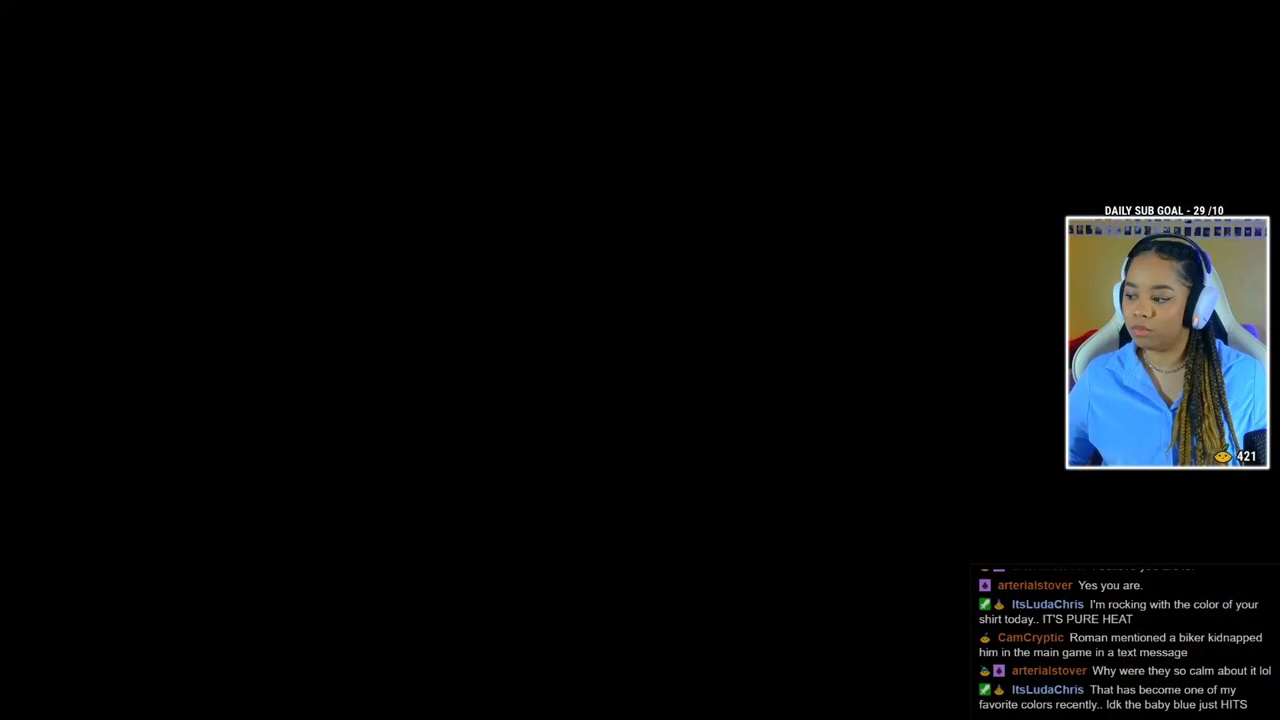 DAILY SUB GOAL - 29 /10
421
arterialstover Yes you are.
ItsLudaChris I'm rocking with the color of your
shirt today.. IT'S PURE HEAT
CamCryptic Roman mentioned a biker kidnapped
him in the main game in a text message
arterialstover Why were they so calm about it lol
ItsLudaChris That has become one of my
favorite colors recently.. Idk the baby blue just HITS